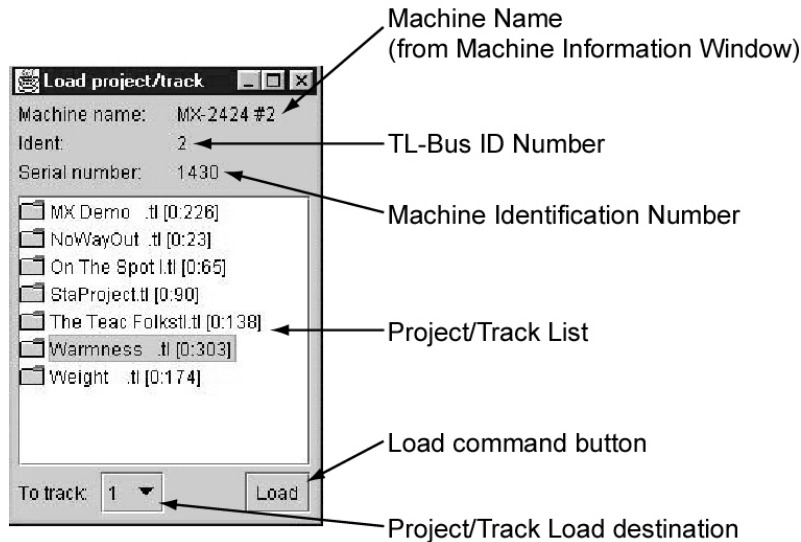 Machine Name
(from Machine Information Window)
Load project/track
Machine name: MX-2424 #2
Ident: 2
TL-Bus ID Number
Serial number: 1430
Machine Identification Number
MX Demo .tl [0:226]
NoWayOut .tl [0:23]
On The Spot l.tl [0:65]
StaProject.tl [0:90]
The Teac Folkstl.tl [0:138]
Project/Track List
Warmness .tl [0:303]
Weight .tl [0:174]
Load command button
To track: 1 Load
Project/Track Load destination